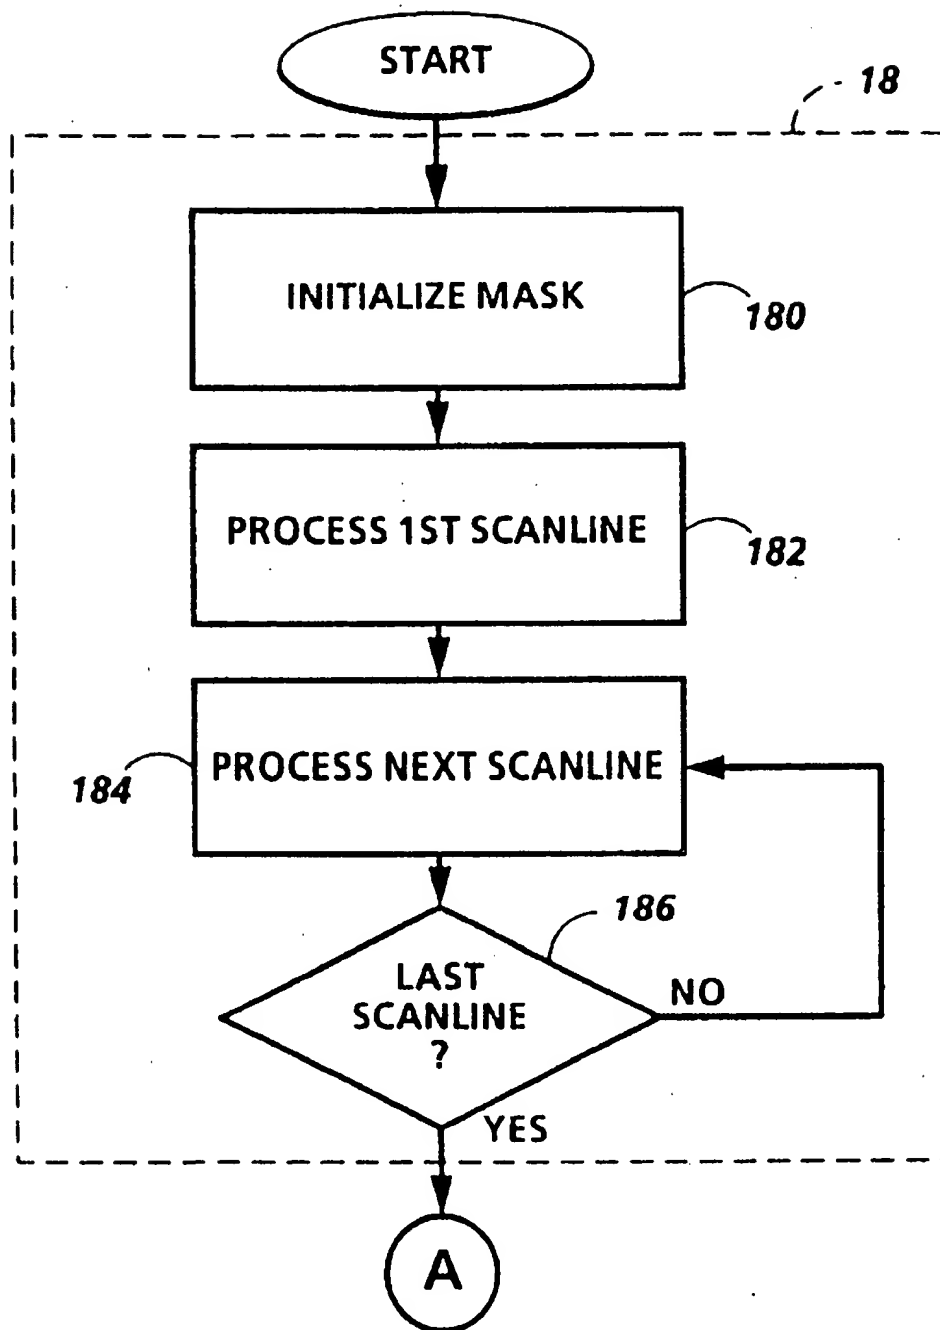 START
18
INITIALIZE MASK
180
PROCESS 1ST SCANLINE
182
PROCESS NEXT SCANLINE
184
186
LAST
SCANLINE
?
NO
YES
A